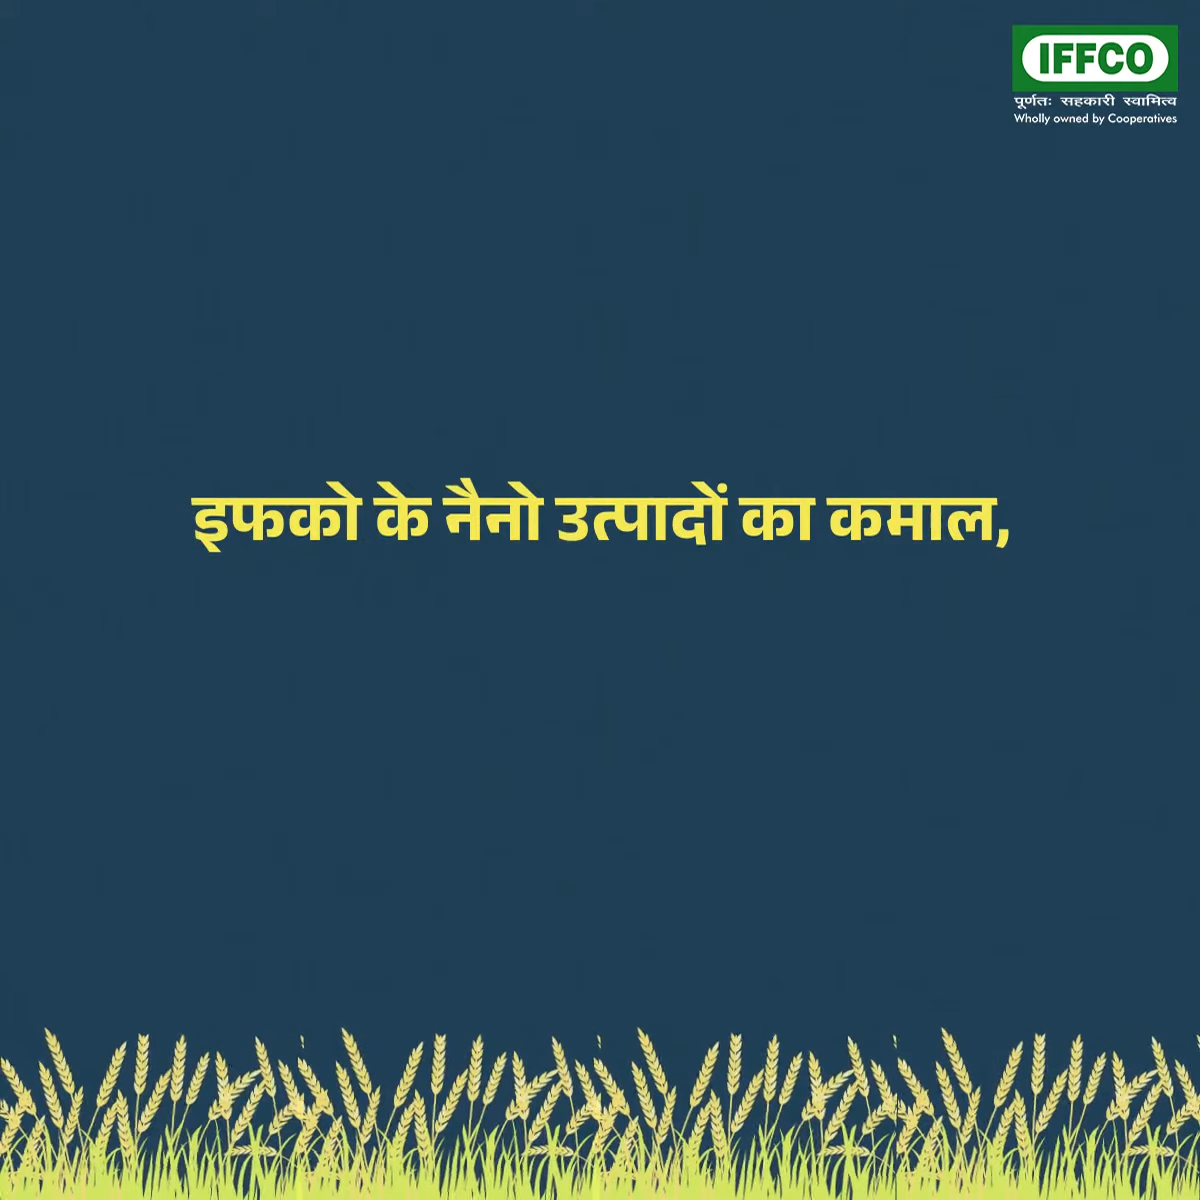 IFFCO
पूर्णतः सहकारी स्वामित्व
Wholly owned by Cooperatives
इफको के नैनो उत्पादों का कमाल,